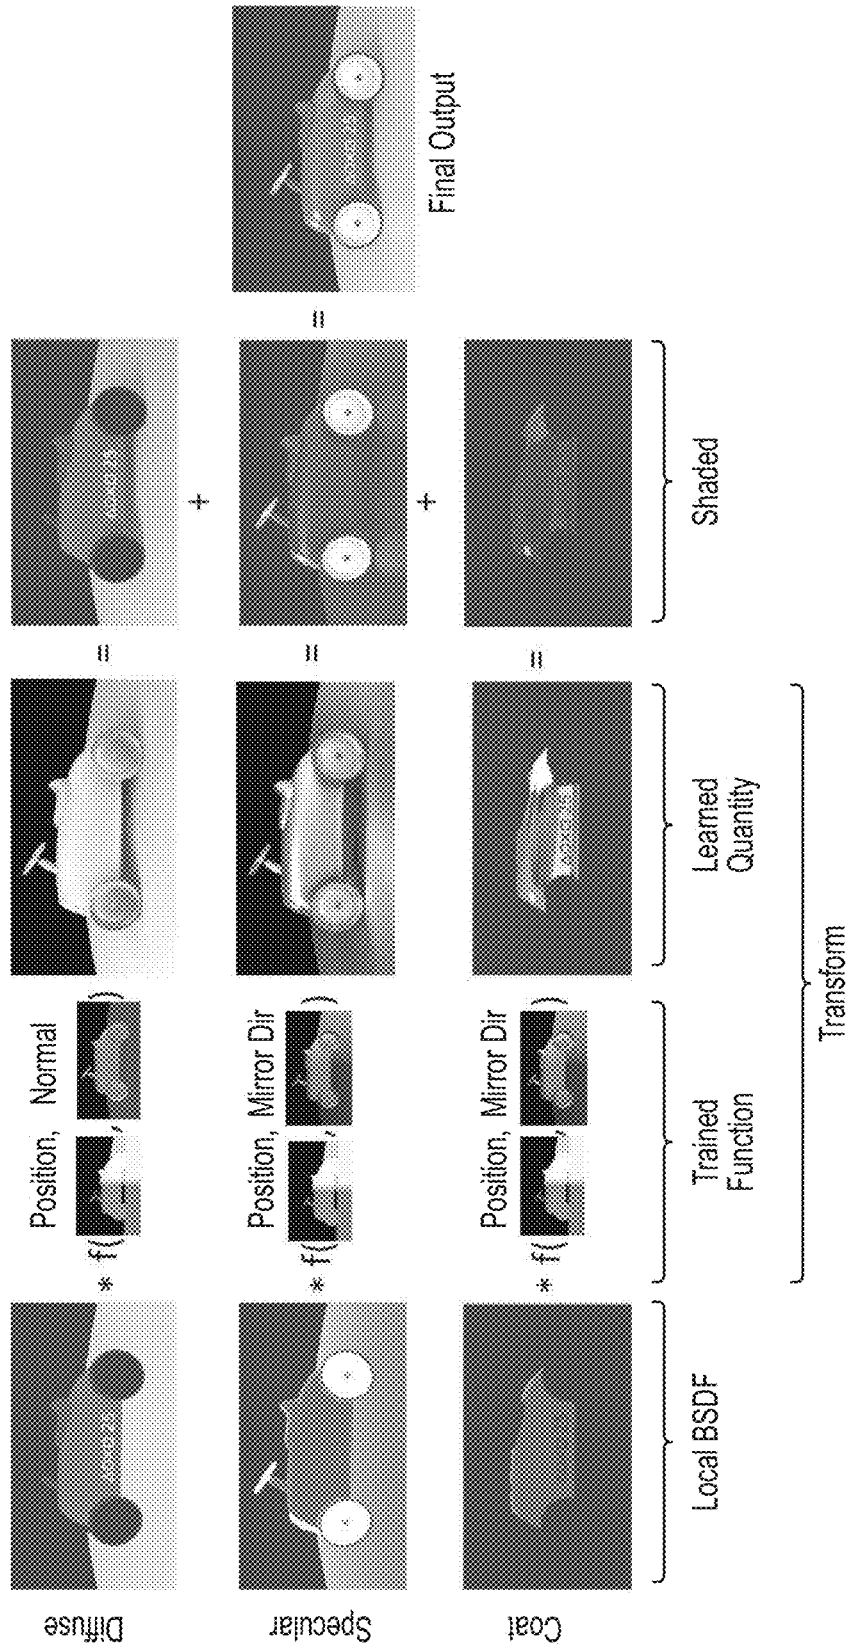 Diffuse
* f( Position, Normal )
=
+
Specular
* f( Position, Mirror Dir )
=
=
Final Output
+
Coat
* f( Position, Mirror Dir )
=
Local BSDF
Trained
Function
Learned
Quantity
Shaded
Transform